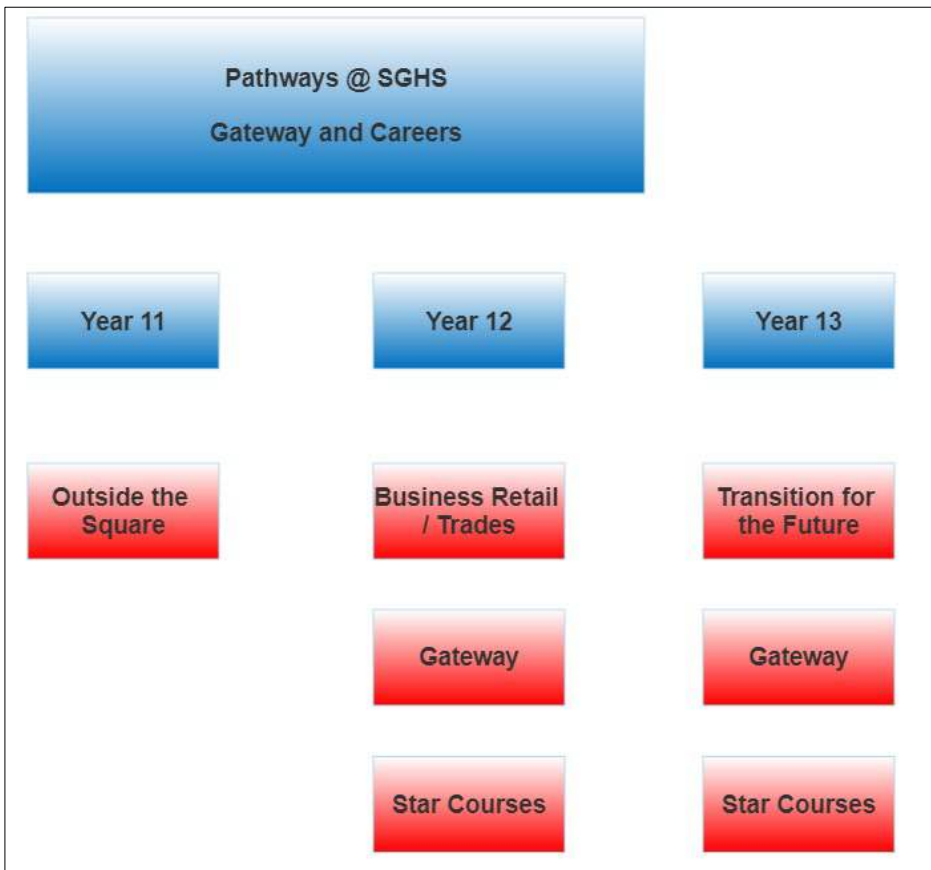 Pathways @ SGHS
Gateway and Careers
Year 11
Year 12
Year 13
Outside the
Square
Business Retail
/ Trades
Transition for
the Future
Gateway
Gateway
Star Courses
Star Courses